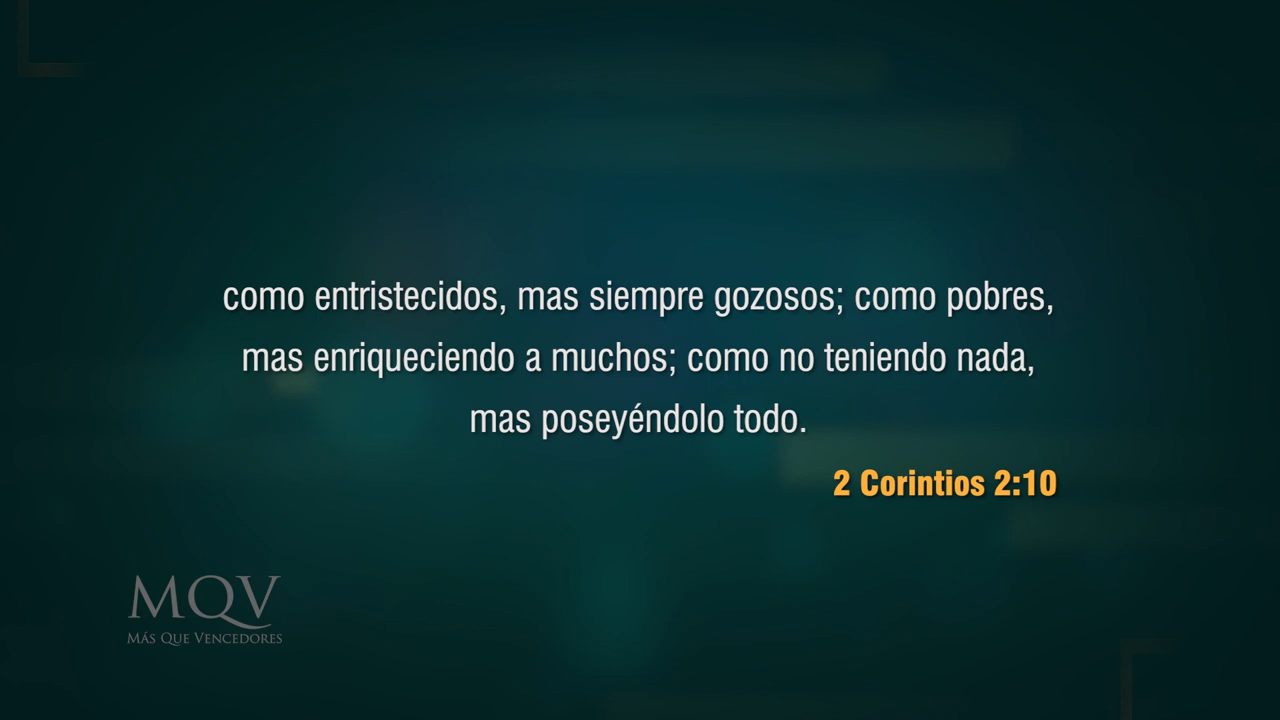 como entristecidos, mas siempre gozosos; como pobres,
mas enriqueciendo a muchos; como no teniendo nada,
mas poseyéndolo todo.
2 Corintios 2:10
MQV
MÁS QUE VENCEDORES